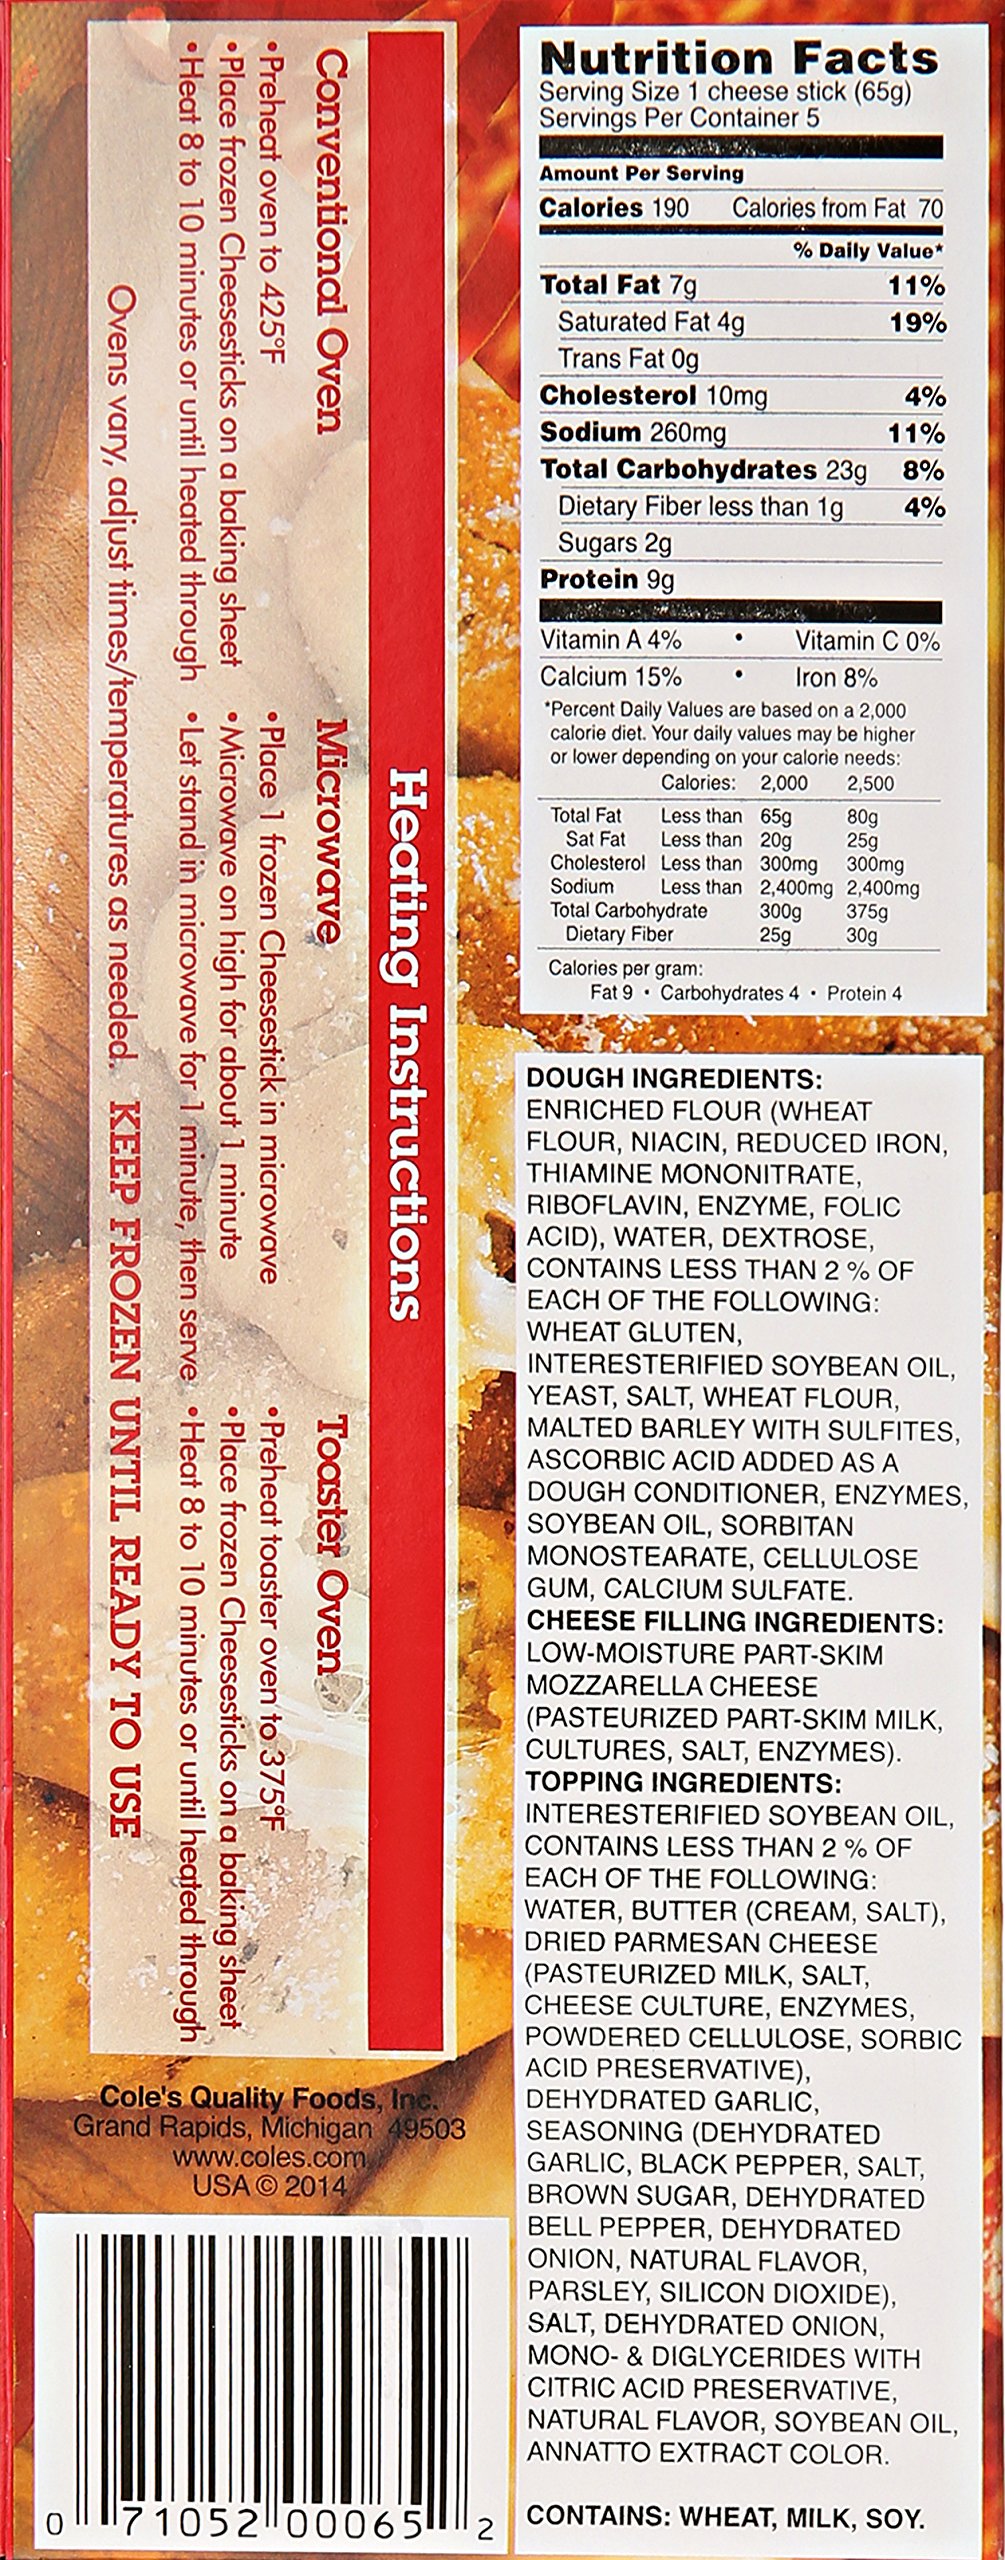 Nutrition Facts
Serving Size 1 cheese stick (65g)
Servings Per Container 5
Amount Per Serving
Calories 190 Calories from Fat 70
% Daily Value*
Total Fat 7g 11%
Saturated Fat 4g 19%
Trans Fat 0g
Cholesterol 10mg 4%
Sodium 260mg 11%
Total Carbohydrates 23g 8%
Dietary Fiber less than 1g 4%
Sugars 2g
Protein 9g
Vitamin A 4% • Vitamin C 0%
Calcium 15% • Iron 8%
*Percent Daily Values are based on a 2,000
calorie diet. Your daily values may be higher
or lower depending on your calorie needs:
Calories: 2,000 2,500
Total Fat Less than 65g 80g
Sat Fat Less than 20g 25g
Cholesterol Less than 300mg 300mg
Sodium Less than 2,400mg 2,400mg
Total Carbohydrate 300g 375g
Dietary Fiber 25g 30g
Calories per gram:
Fat 9 • Carbohydrates 4 • Protein 4
DOUGH INGREDIENTS:
ENRICHED FLOUR (WHEAT
FLOUR, NIACIN, REDUCED IRON,
THIAMINE MONONITRATE,
RIBOFLAVIN, ENZYME, FOLIC
ACID), WATER, DEXTROSE,
CONTAINS LESS THAN 2 % OF
EACH OF THE FOLLOWING:
WHEAT GLUTEN,
INTERESTERIFIED SOYBEAN OIL,
YEAST, SALT, WHEAT FLOUR,
MALTED BARLEY WITH SULFITES,
ASCORBIC ACID ADDED AS A
DOUGH CONDITIONER, ENZYMES,
SOYBEAN OIL, SORBITAN
MONOSTEARATE, CELLULOSE
GUM, CALCIUM SULFATE.
CHEESE FILLING INGREDIENTS:
LOW-MOISTURE PART-SKIM
MOZZARELLA CHEESE
(PASTEURIZED PART-SKIM MILK,
CULTURES, SALT, ENZYMES).
TOPPING INGREDIENTS:
INTERESTERIFIED SOYBEAN OIL,
CONTAINS LESS THAN 2 % OF
EACH OF THE FOLLOWING:
WATER, BUTTER (CREAM, SALT),
DRIED PARMESAN CHEESE
(PASTEURIZED MILK, SALT,
CHEESE CULTURE, ENZYMES,
POWDERED CELLULOSE, SORBIC
ACID PRESERVATIVE),
DEHYDRATED GARLIC,
SEASONING (DEHYDRATED
GARLIC, BLACK PEPPER, SALT,
BROWN SUGAR, DEHYDRATED
BELL PEPPER, DEHYDRATED
ONION, NATURAL FLAVOR,
PARSLEY, SILICON DIOXIDE),
SALT, DEHYDRATED ONION,
MONO- & DIGLYCERIDES WITH
CITRIC ACID PRESERVATIVE,
NATURAL FLAVOR, SOYBEAN OIL,
ANNATTO EXTRACT COLOR.
CONTAINS: WHEAT, MILK, SOY.
Heating Instructions
Conventional Oven
•Preheat oven to 425°F
•Place frozen Cheesesticks on a baking sheet
•Heat 8 to 10 minutes or until heated through
Microwave
•Place 1 frozen Cheesestick in microwave
•Microwave on high for about 1 minute
•Let stand in microwave for 1 minute, then serve
Toaster Oven
•Preheat toaster oven to 375°F
•Place frozen Cheesesticks on a baking sheet
•Heat 8 to 10 minutes or until heated through
Ovens vary, adjust times/temperatures as needed. KEEP FROZEN UNTIL READY TO USE
Cole's Quality Foods, Inc.
Grand Rapids, Michigan 49503
www.coles.com
USA © 2014
0 71052 00065 2